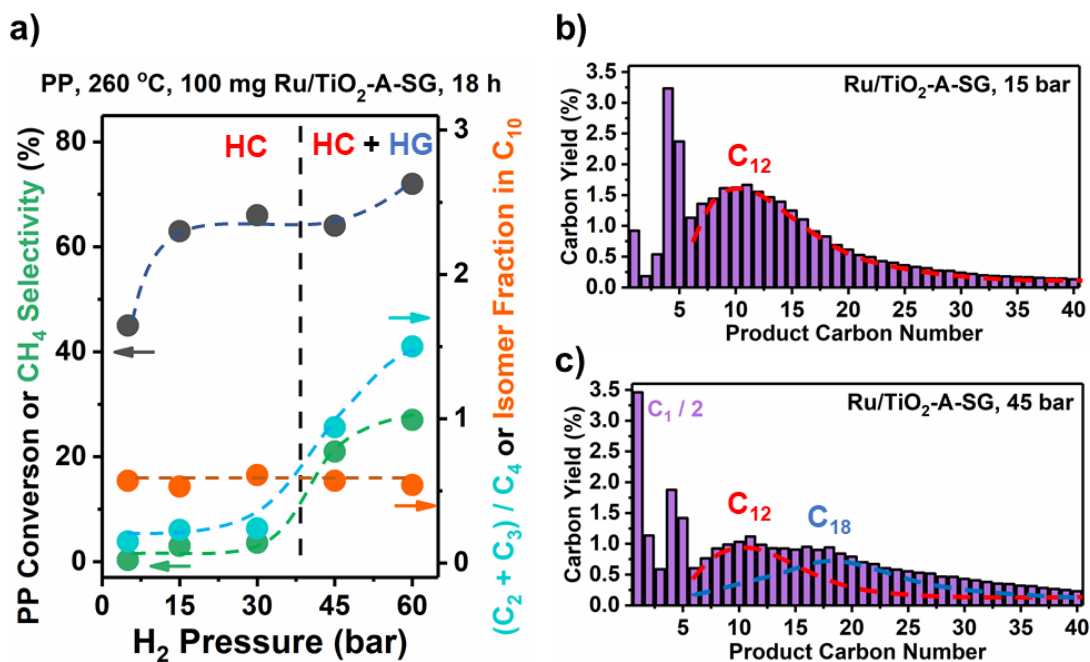 a)
PP, 260 °C, 100 mg Ru/TiO₂-A-SG, 18 h
HC
HC + HG
PP Converson or CH₄ Selectivity (%)
80
60
40
20
0
0
15
30
45
60
H₂ Pressure (bar)
3
2
1
0
(C₂ + C₃) / C₄ or Isomer Fraction in C₁₀
b)
Ru/TiO₂-A-SG, 15 bar
C₁₂
Carbon Yield (%)
3.5
3.0
2.5
2.0
1.5
1.0
0.5
0.0
5 10 15 20 25 30 35 40
Product Carbon Number
c)
Ru/TiO₂-A-SG, 45 bar
C₁ / 2
C₁₂
C₁₈
Carbon Yield (%)
3.5
3.0
2.5
2.0
1.5
1.0
0.5
0.0
5 10 15 20 25 30 35 40
Product Carbon Number